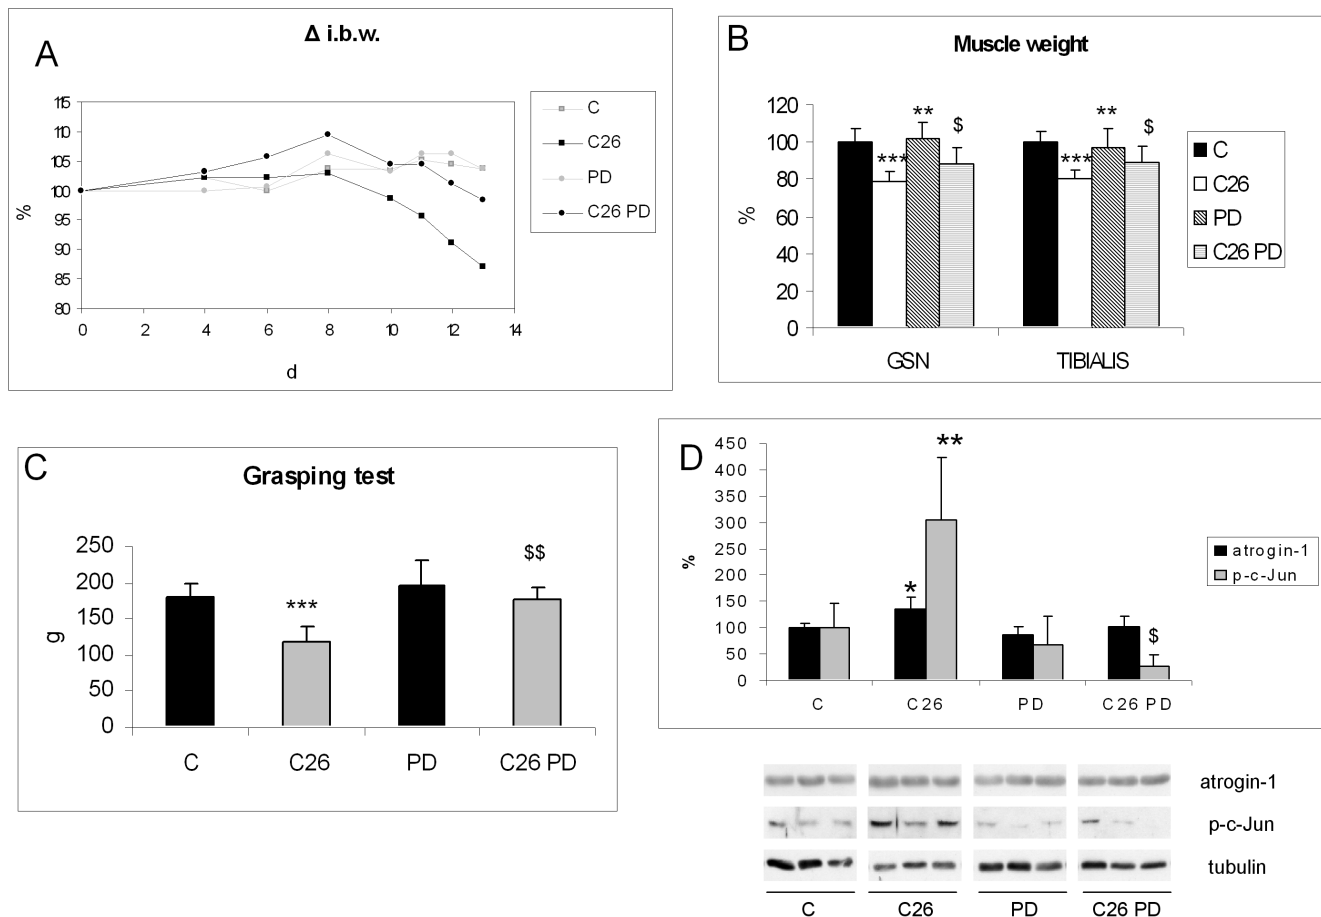 A
Δ i.b.w.
115
110
105
100
95
90
85
80
%
0 2 4 6 8 10 12 14
d
C
C26
PD
C26 PD
B
Muscle weight
120
100
80
60
40
20
0
%
*** ** $ *** ** $
GSN TIBIALIS
C
C26
PD
C26 PD
C
Grasping test
250
200
150
100
50
0
g
*** $$
C C26 PD C26 PD
D
450
400
350
300
250
200
150
100
50
0
%
* ** $
C C26 PD C26 PD
atrogin-1
p-c-Jun
atrogin-1
p-c-Jun
tubulin
C C26 PD C26 PD